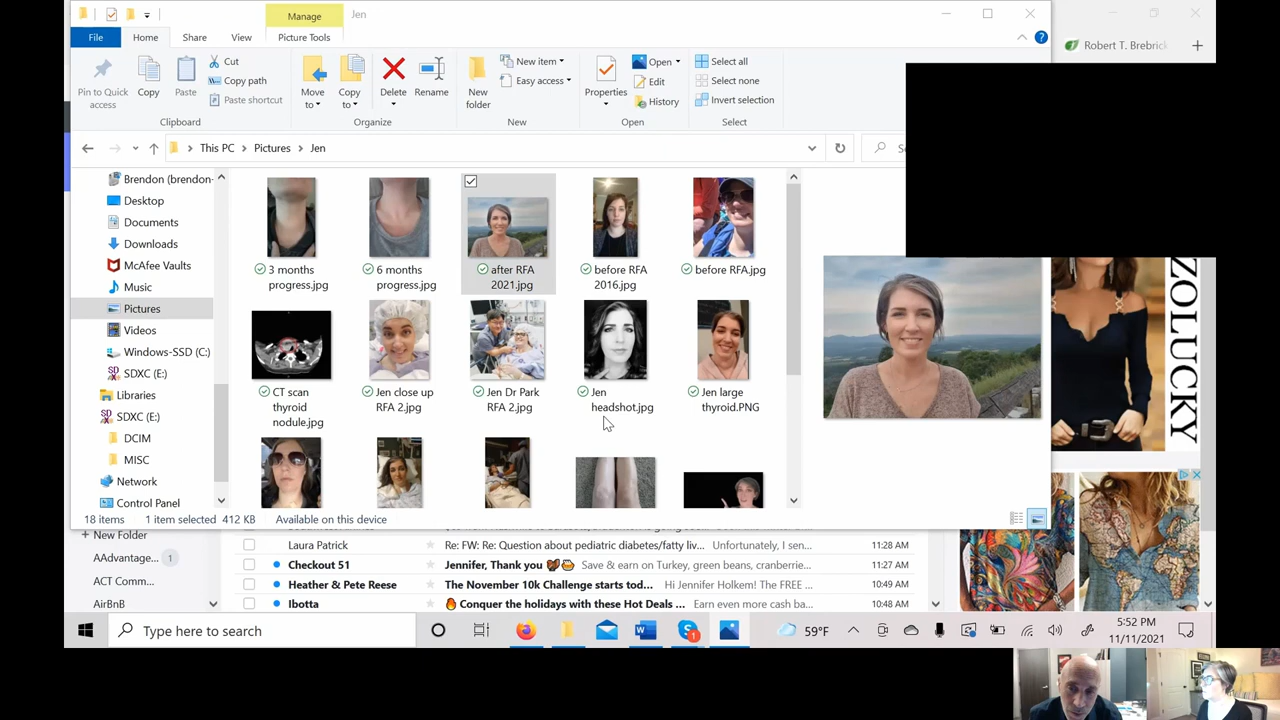 Manage
Jen
File
Home
Share
View
Picture Tools
Robert T. Brebrick
Pin to Quick access
Copy
Paste
Cut
Copy path
Paste shortcut
Move to
Copy to
Delete
Rename
New folder
New item
Easy access
Properties
Open
Edit
History
Select all
Select none
Invert selection
Clipboard
Organize
New
Open
Select
This PC
Pictures
Jen
Brendon (brendon-
Desktop
Documents
Downloads
McAfee Vaults
Music
Pictures
Videos
Windows-SSD (C:)
SDXC (E:)
Libraries
SDXC (E:)
DCIM
MISC
Network
Control Panel
3 months progress.jpg
6 months progress.jpg
after RFA 2021.jpg
before RFA 2016.jpg
before RFA.jpg
CT scan thyroid nodule.jpg
Jen close up RFA 2.jpg
Jen Dr Park RFA 2.jpg
Jen headshot.jpg
Jen large thyroid.PNG
ZOLUCKY
18 items
1 item selected 412 KB
Available on this device
New Folder
AAdvantage... 1
ACT Comm...
AirBnB
Laura Patrick
Re: FW: Re: Question about pediatric diabetes/fatty liv...
Unfortunately, I sen...
11:28 AM
Checkout 51
Jennifer, Thank you 🦃🧺
Save & earn on Turkey, green beans, cranberrie...
11:27 AM
Heather & Pete Reese
The November 10k Challenge starts tod...
Hi Jennifer Holkem! The FREE ...
10:49 AM
Ibotta
🔥 Conquer the holidays with these Hot Deals ...
Earn even more cash ba...
10:48 AM
Type here to search
59°F
5:52 PM
11/11/2021